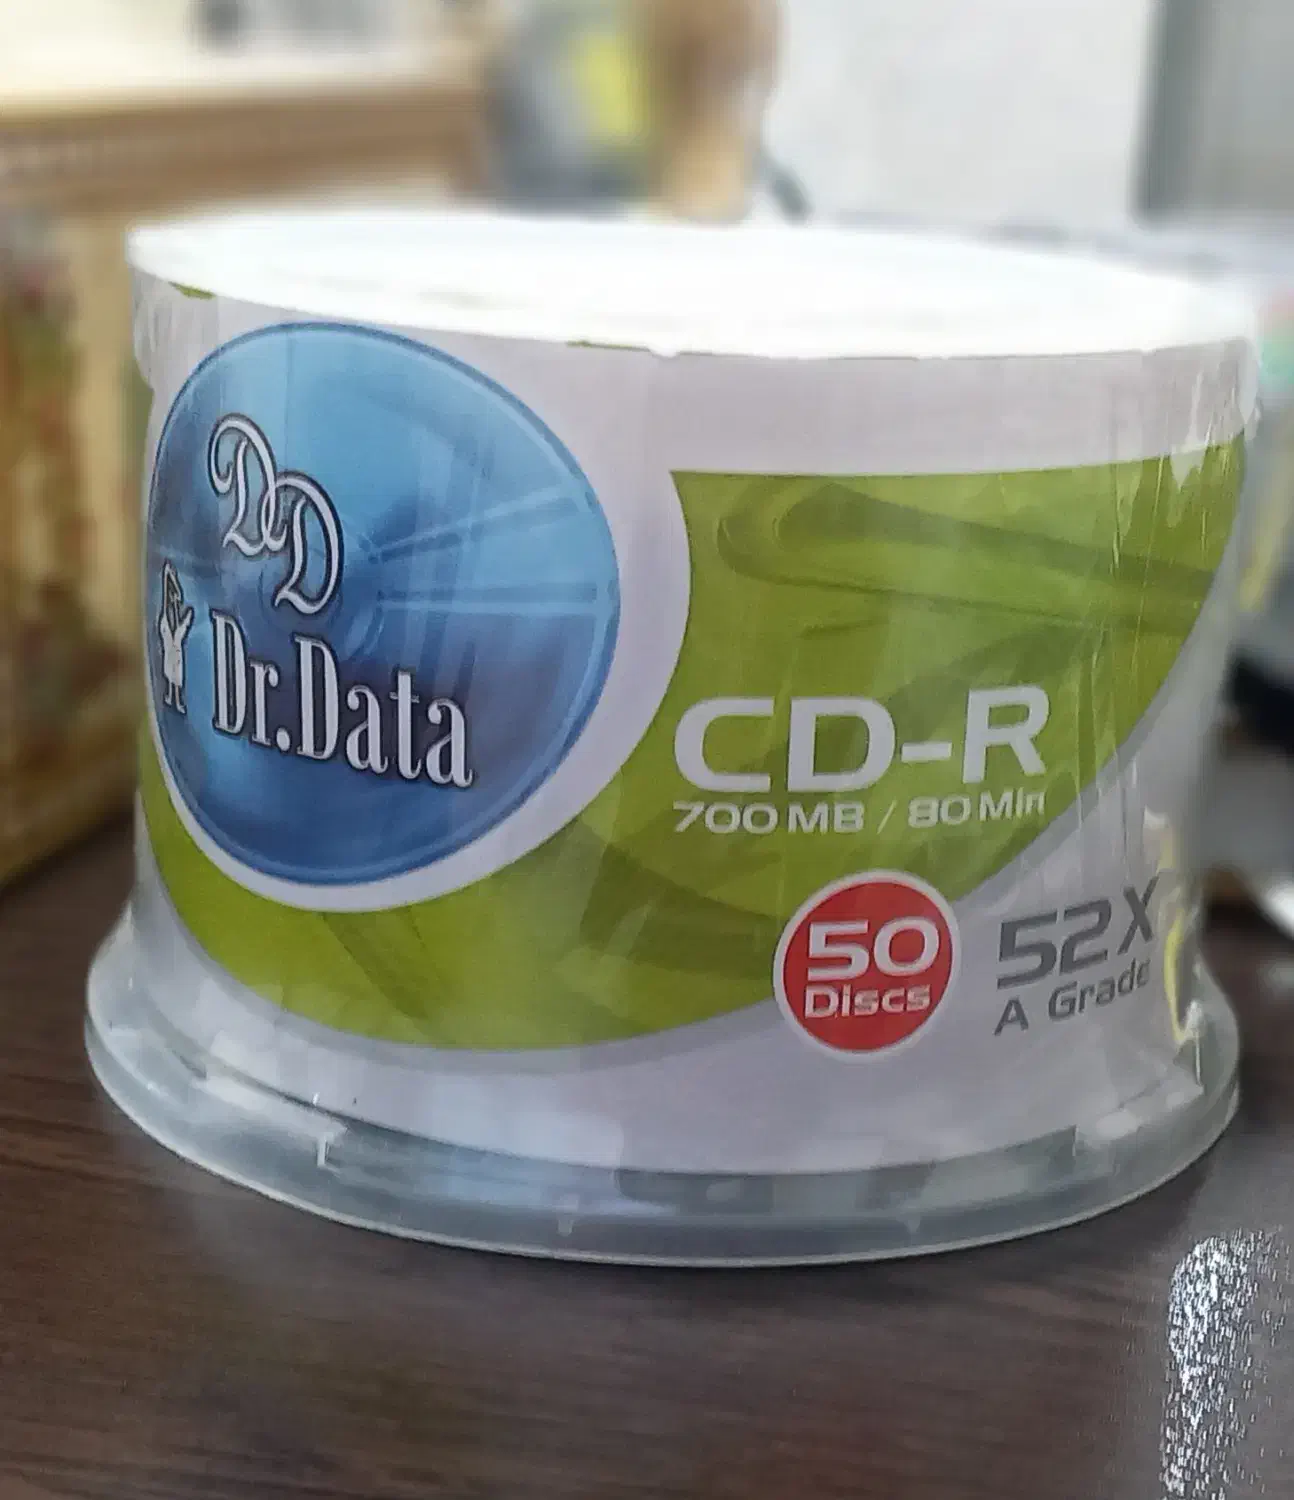 DD
Dr.Data
CD-R
700 MB / 80 Min
50
Discs
52X
A Grade